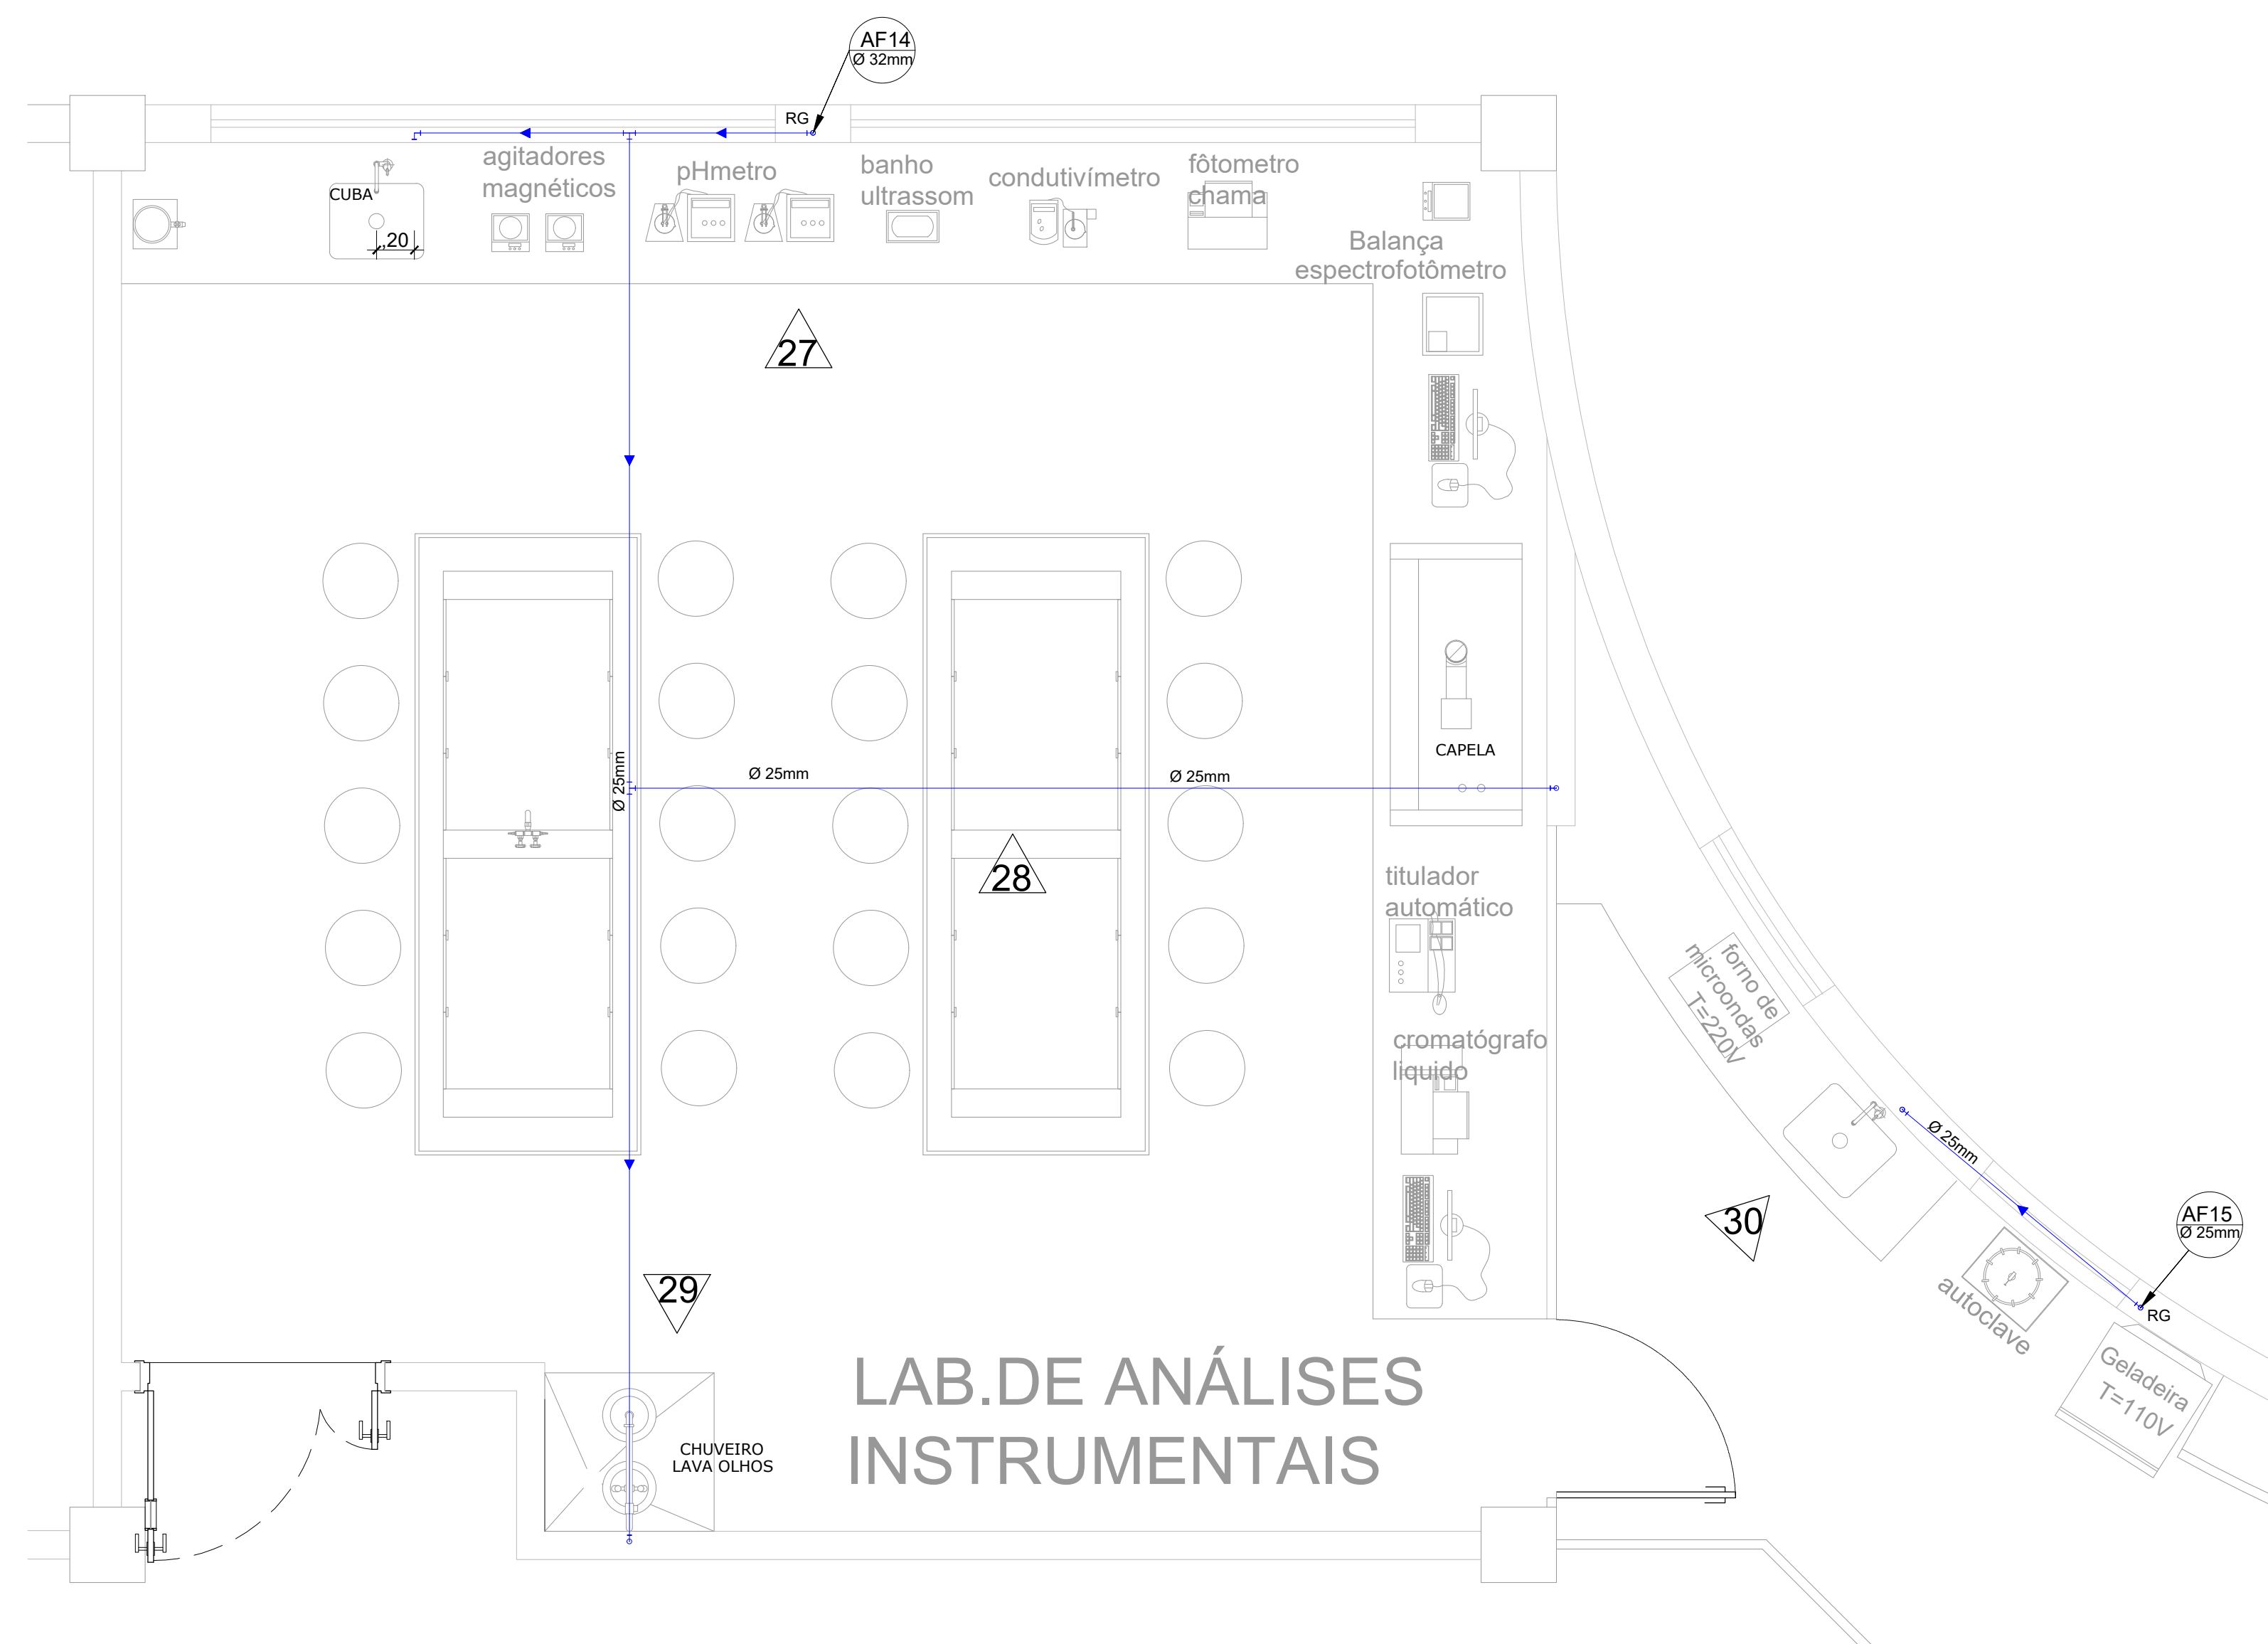 AF14
Ø 32mm
RG
agitadores
magnéticos
pHmetro
banho
ultrassom
condutivímetro
fôtometro
chama
CUBA
,20
Balança
espectrofotômetro
27
Ø 25mm
Ø 25mm
Ø 25mm
CAPELA
28
titulador
automático
forno de
microondas
T=220V
cromatógrafo
liquido
Ø 25mm
30
AF15
Ø 25mm
RG
29
autoclave
Geladeira
T=110V
LAB.DE ANÁLISES
INSTRUMENTAIS
CHUVEIRO
LAVA OLHOS